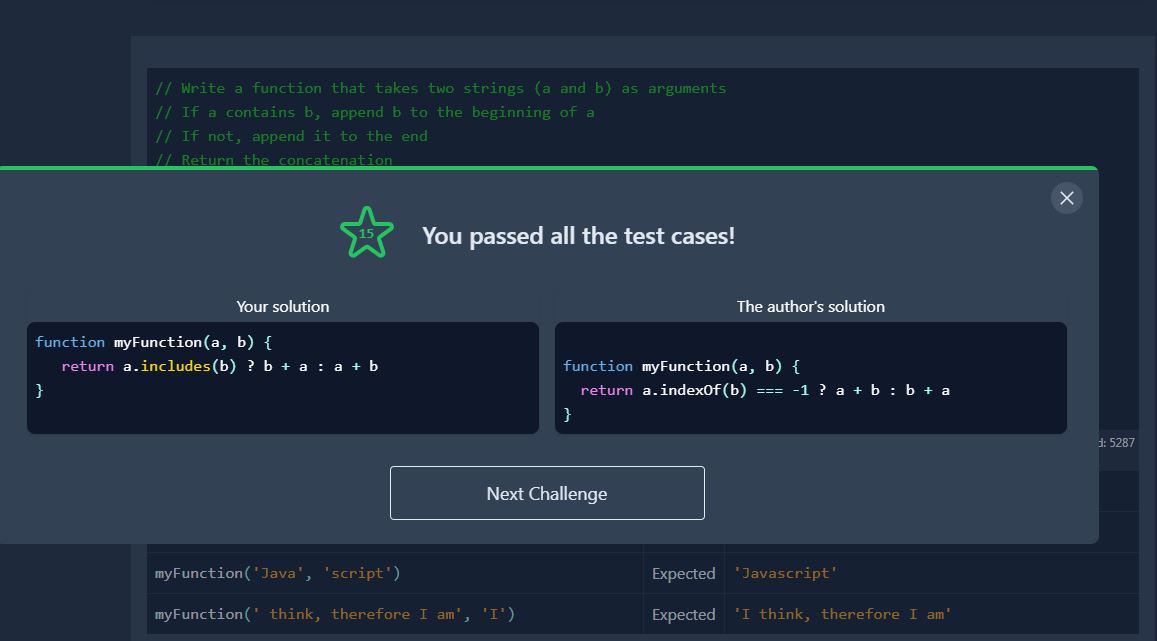 // Write a function that takes two strings (a and b) as arguments
// If a contains b, append b to the beginning of a
// If not, append it to the end
// Return the concatenation
15
You passed all the test cases!
Your solution
function myFunction(a, b) {
   return a.includes(b) ? b + a : a + b
}
The author's solution
function myFunction(a, b) {
  return a.indexOf(b) === -1 ? a + b : b + a
}
d: 5287
Next Challenge
myFunction('Java', 'script') Expected 'Javascript'
myFunction(' think, therefore I am', 'I') Expected 'I think, therefore I am'